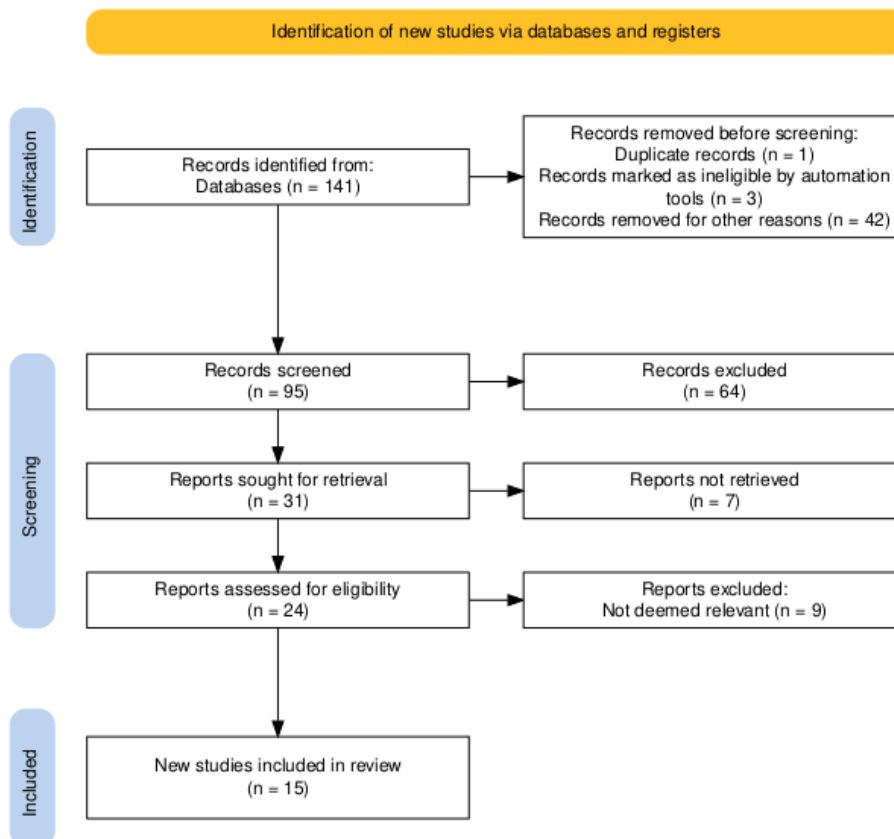 Identification of new studies via databases and registers
Identification
Records identified from:
Databases (n = 141)
Records removed before screening:
Duplicate records (n = 1)
Records marked as ineligible by automation
tools (n = 3)
Records removed for other reasons (n = 42)
Screening
Records screened
(n = 95)
Records excluded
(n = 64)
Reports sought for retrieval
(n = 31)
Reports not retrieved
(n = 7)
Reports assessed for eligibility
(n = 24)
Reports excluded:
Not deemed relevant (n = 9)
Included
New studies included in review
(n = 15)